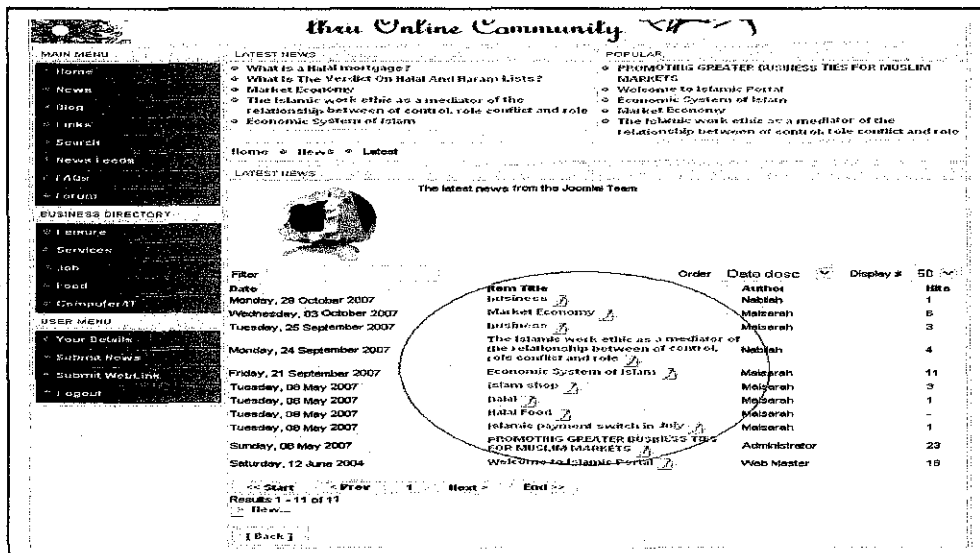 thru Online Community
MAIN MENU
Home
News
Blog
Links
Search
News Feeds
FAQs
Forum
BUSINESS DIRECTORY
Leisure
Services
Job
Food
Computer/IT
USER MENU
Your Details
Submit News
Submit WebLink
Logout
LATEST NEWS
What is a Halal mortgage?
What Is The Verdict On Halal And Haram Lists?
Market Economy
The Islamic work ethic as a mediator of the
relationship between of control, role conflict and role
Economic System of Islam
POPULAR
PROMOTING GREATER BUSINESS TIES FOR MUSLIM
MARKETS
Welcome to Islamic Portal
Economic System of Islam
Market Economy
The Islamic work ethic as a mediator of the
relationship between of control, role conflict and role
Home News Latest
LATEST NEWS
The latest news from the Joomla! Team
Filter Order Date desc Display # 50
Date Item Title Author Hits
Monday, 29 October 2007 business Nabilah 1
Wednesday, 03 October 2007 Market Economy Maisarah 6
Tuesday, 25 September 2007 business Maisarah 3
Monday, 24 September 2007 The Islamic work ethic as a mediator of the relationship between of control, role conflict and role Nabilah 4
Friday, 21 September 2007 Economic System of Islam Maisarah 11
Tuesday, 08 May 2007 Islam shop Maisarah 3
Tuesday, 08 May 2007 halal Maisarah 1
Tuesday, 08 May 2007 Halal Food Maisarah -
Tuesday, 08 May 2007 Islamic payment switch in July Maisarah 1
Sunday, 06 May 2007 PROMOTING GREATER BUSINESS TIES FOR MUSLIM MARKETS Administrator 23
Saturday, 12 June 2004 Welcome to Islamic Portal Web Master 18
<< Start < Prev 1 Next > End >>
Results 1 - 11 of 11
New...
[ Back ]